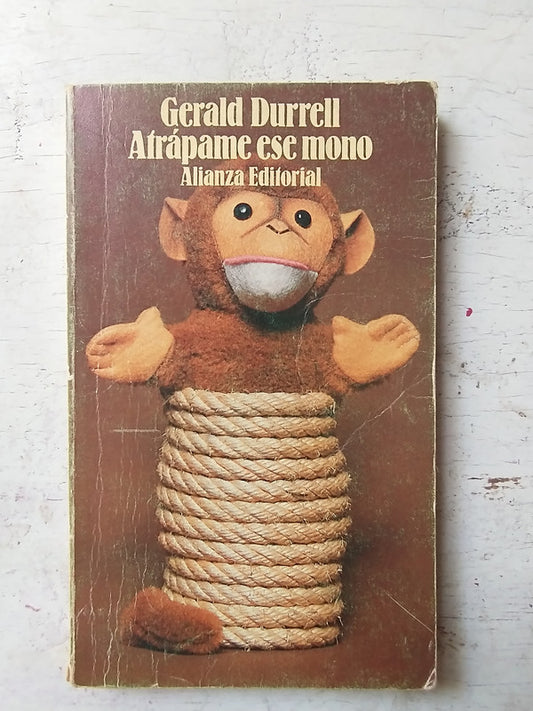 Gerald Durrell
Atrápame ese mono
Alianza Editorial